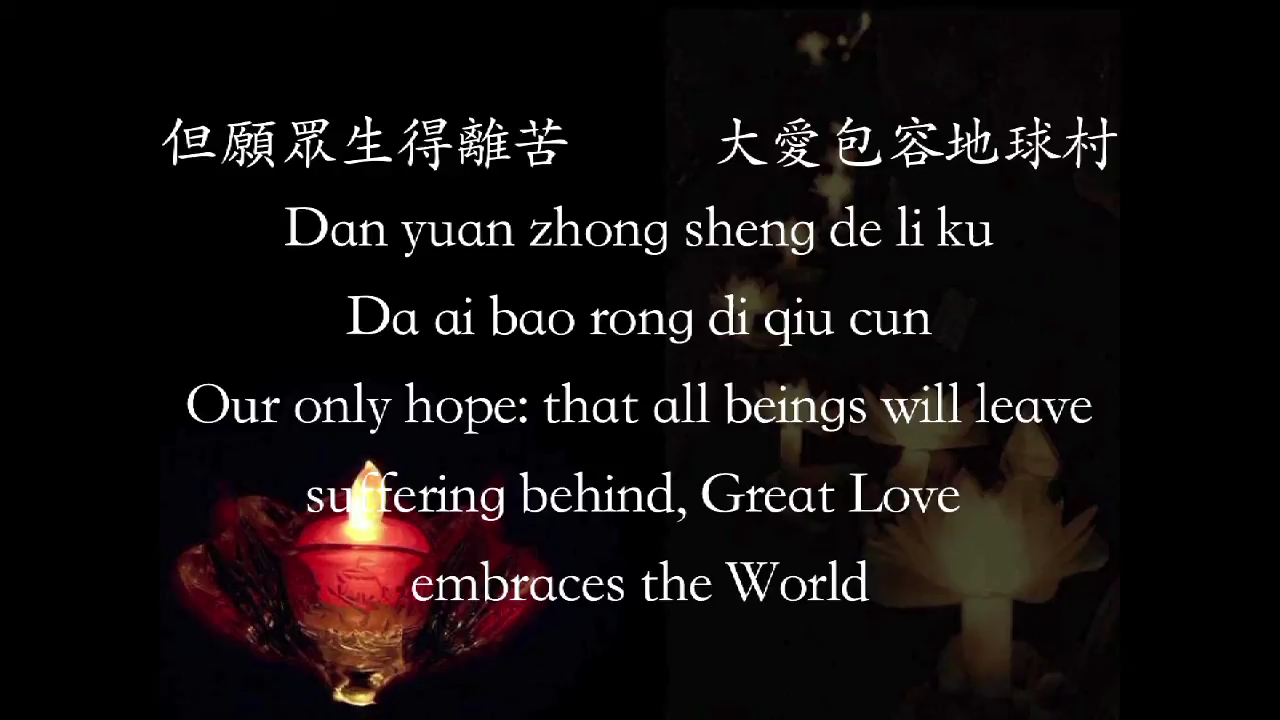 但願眾生得離苦 大愛包容地球村
Dan yuan zhong sheng de li ku
Da ai bao rong di qiu cun
Our only hope: that all beings will leave
suffering behind, Great Love
embraces the World